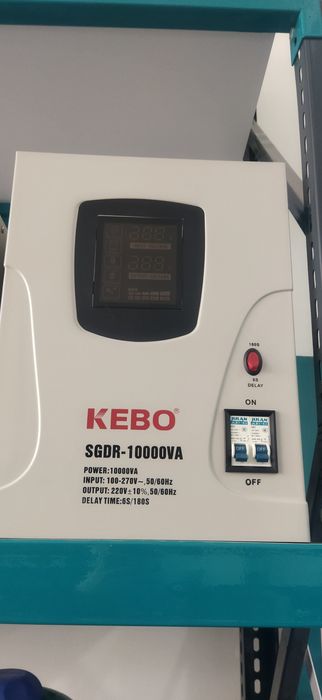 180S
6S
DELAY
ON
OFF
KEBO®
SGDR-10000VA
POWER:10000VA
INPUT: 100-270V~,50/60Hz
OUTPUT: 220V±10%,50/60Hz
DELAY TIME:6S/180S